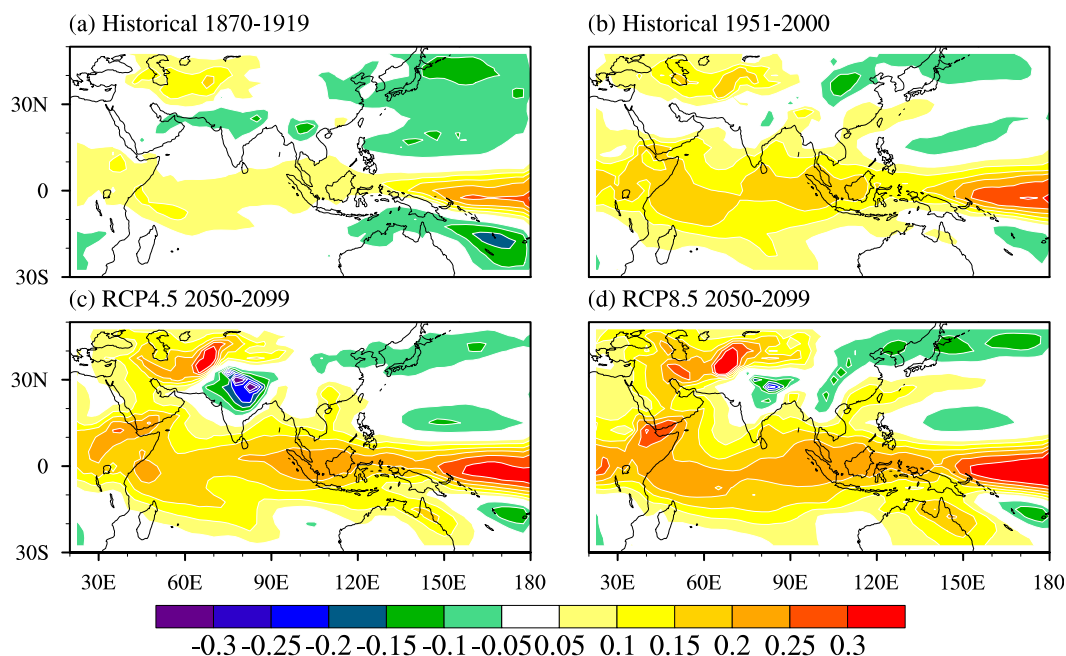 (a) Historical 1870-1919
(b) Historical 1951-2000
30N
0
30S
(c) RCP4.5 2050-2099
(d) RCP8.5 2050-2099
30N
0
30S
30E 60E 90E 120E 150E 180
30E 60E 90E 120E 150E 180
-0.3 -0.25 -0.2 -0.15 -0.1 -0.05 0.05 0.1 0.15 0.2 0.25 0.3